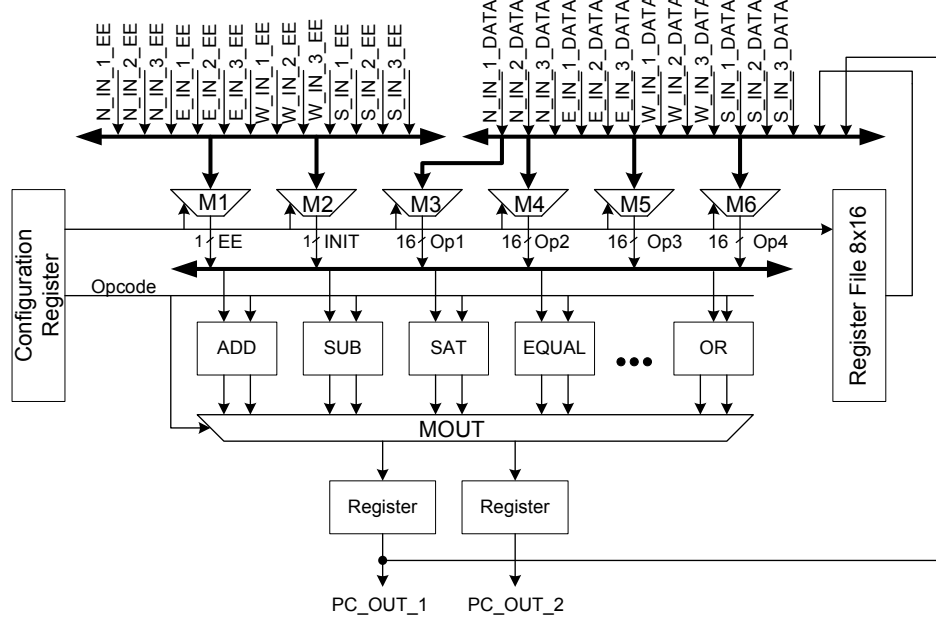 N_IN_1_EE
N_IN_2_EE
N_IN_3_EE
E_IN_1_EE
E_IN_2_EE
E_IN_3_EE
W_IN_1_EE
W_IN_2_EE
W_IN_3_EE
S_IN_1_EE
S_IN_2_EE
S_IN_3_EE
N_IN_1_DATA
N_IN_2_DATA
N_IN_3_DATA
E_IN_1_DATA
E_IN_2_DATA
E_IN_3_DATA
W_IN_1_DATA
W_IN_2_DATA
W_IN_3_DATA
S_IN_1_DATA
S_IN_2_DATA
S_IN_3_DATA
M1
M2
M3
M4
M5
M6
1 EE
1 INIT
16 Op1
16 Op2
16 Op3
16 Op4
Configuration
Register
Opcode
Register File 8x16
ADD
SUB
SAT
EQUAL
OR
MOUT
Register
Register
PC_OUT_1
PC_OUT_2